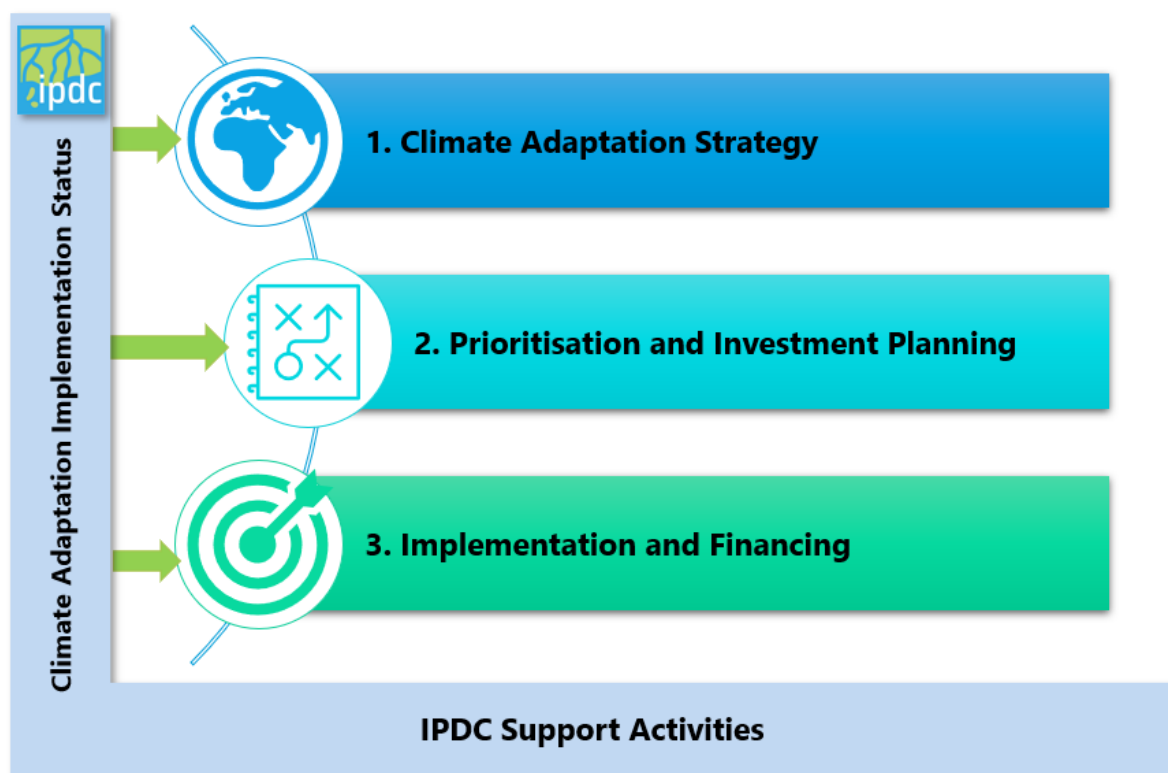 ipdc
Climate Adaptation Implementation Status
1. Climate Adaptation Strategy
2. Prioritisation and Investment Planning
3. Implementation and Financing
IPDC Support Activities